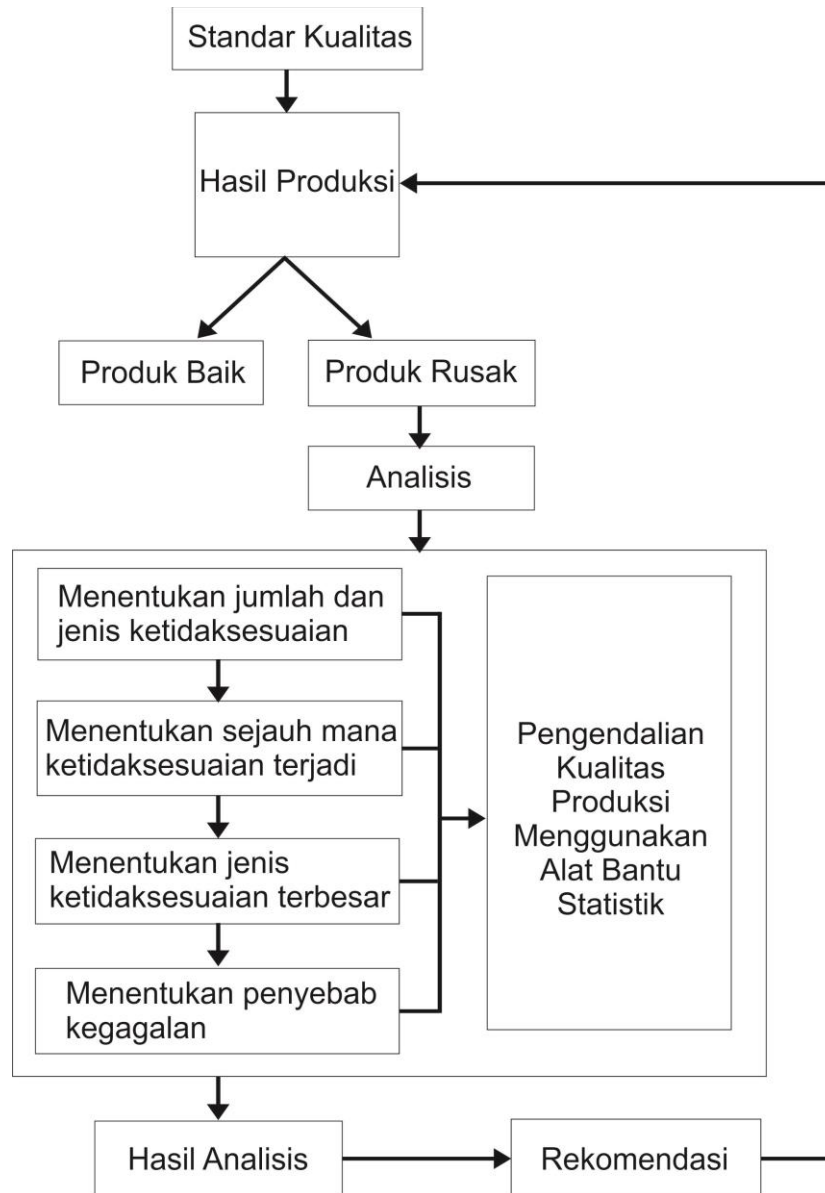 Standar Kualitas
Hasil Produksi
Produk Baik
Produk Rusak
Analisis
Menentukan jumlah dan
jenis ketidaksesuaian
Menentukan sejauh mana
ketidaksesuaian terjadi
Menentukan jenis
ketidaksesuaian terbesar
Menentukan penyebab
kegagalan
Pengendalian
Kualitas
Produksi
Menggunakan
Alat Bantu
Statistik
Hasil Analisis
Rekomendasi